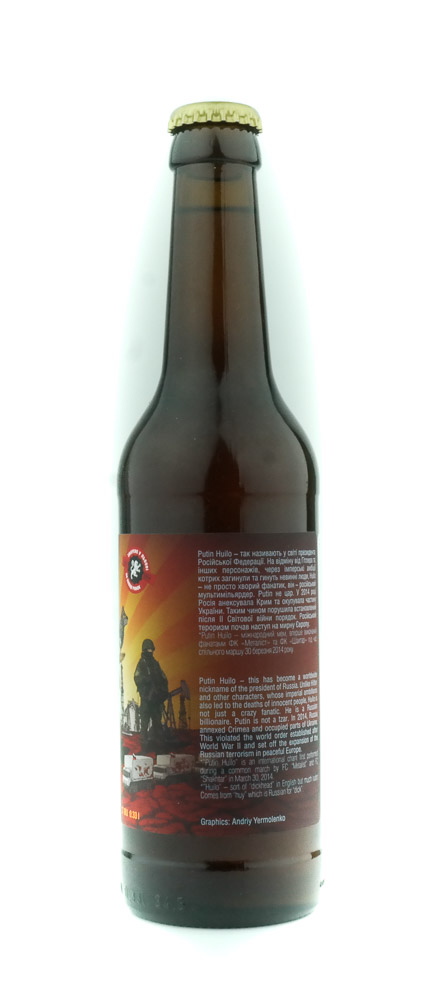 Putin Huilo – так називають у світі президента
Російської Федерації. На відміну від Гітлера та
інших персонажів, через імперські амбіції
котрих загинули та гинуть невинні люди, Huilo
– не просто хворий фанатик, він – російський
мультимільярдер. Putin не цар. У 2014 році
Росія анексувала Крим та окупувала частину
України. Таким чином порушила встановлений
після II Світової війни порядок. Російський
тероризм почав наступ на мирну Європу.
*Putin Huilo – міжнародний мем, вперше
фанатами ФК «Металіст» та ФК «Шахтар» під час
спільного маршу 30 березня 2014 року.
Putin Huilo – this has become a worldwide
nickname of the president of Russia. Unlike Hitler
and other characters, whose imperial ambitions
also led to the deaths of innocent people, Huilo is
not just a crazy fanatic. He is a Russian
billionaire. Putin is not a tzar. In 2014, Russia
annexed Crimea and occupied parts of Ukraine.
This violated the world order established after
World War II and set off the expansion of the
Russian terrorism in peaceful Europe.
*"Putin, Huilo" is an international chant first performed
during a common march by FC "Metalist" and FC
"Shakhtar" in March 30, 2014.
**"Huilo" – sort of "dickhead" in English but much
Comes from "huy" which is Russian for "dick"
Graphics: Andriy Yermolenko
0,33 l